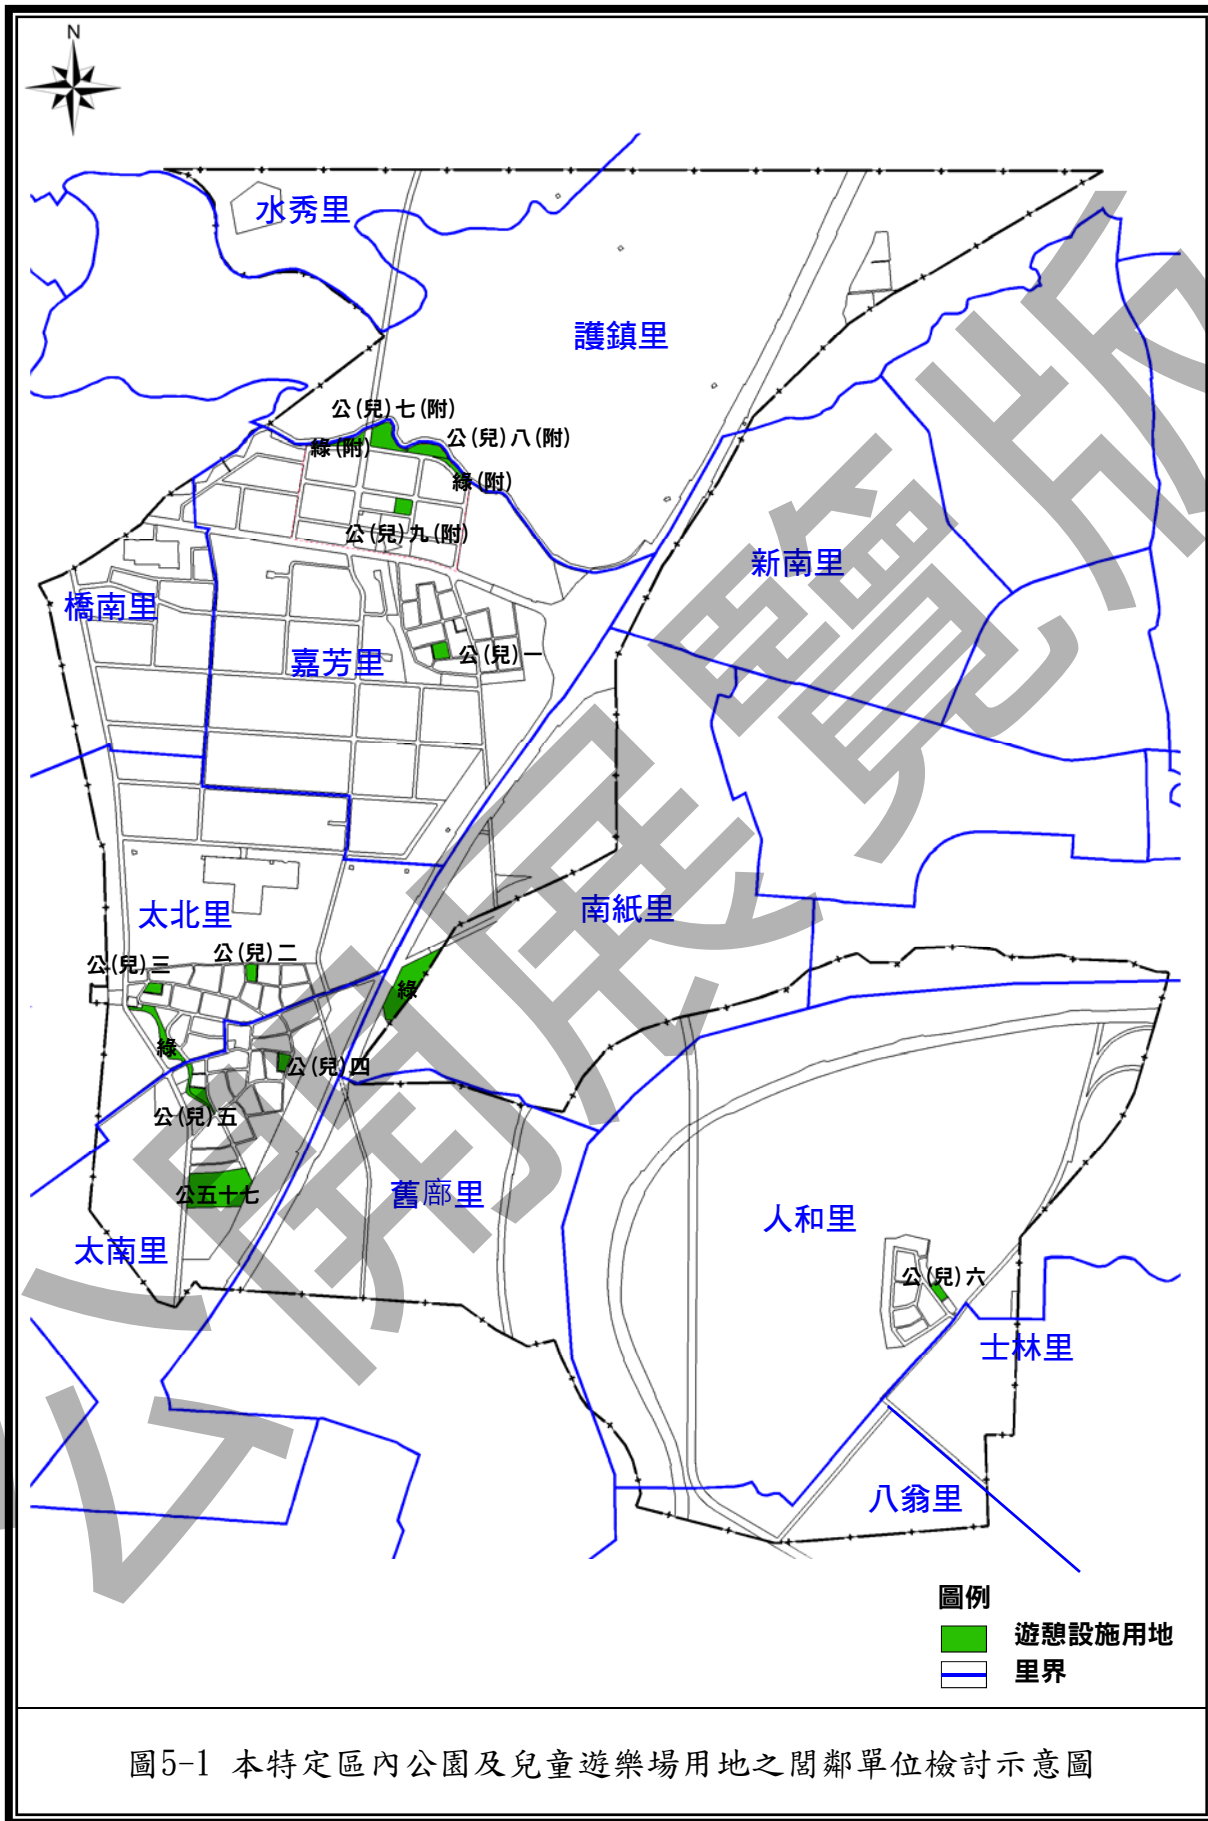 N
水秀里
護鎮里
公(兒)七(附)
公(兒)八(附)
綠(附)
綠(附)
公(兒)九(附)
新南里
橋南里
嘉芳里
公(兒)一
太北里
南紙里
公(兒)二
公(兒)三
綠
綠
公(兒)四
公(兒)五
公五十七
舊廍里
人和里
太南里
公(兒)六
士林里
八翁里
公開展覽版
圖例
遊憩設施用地
里界
圖5-1 本特定區內公園及兒童遊樂場用地之閭鄰單位檢討示意圖